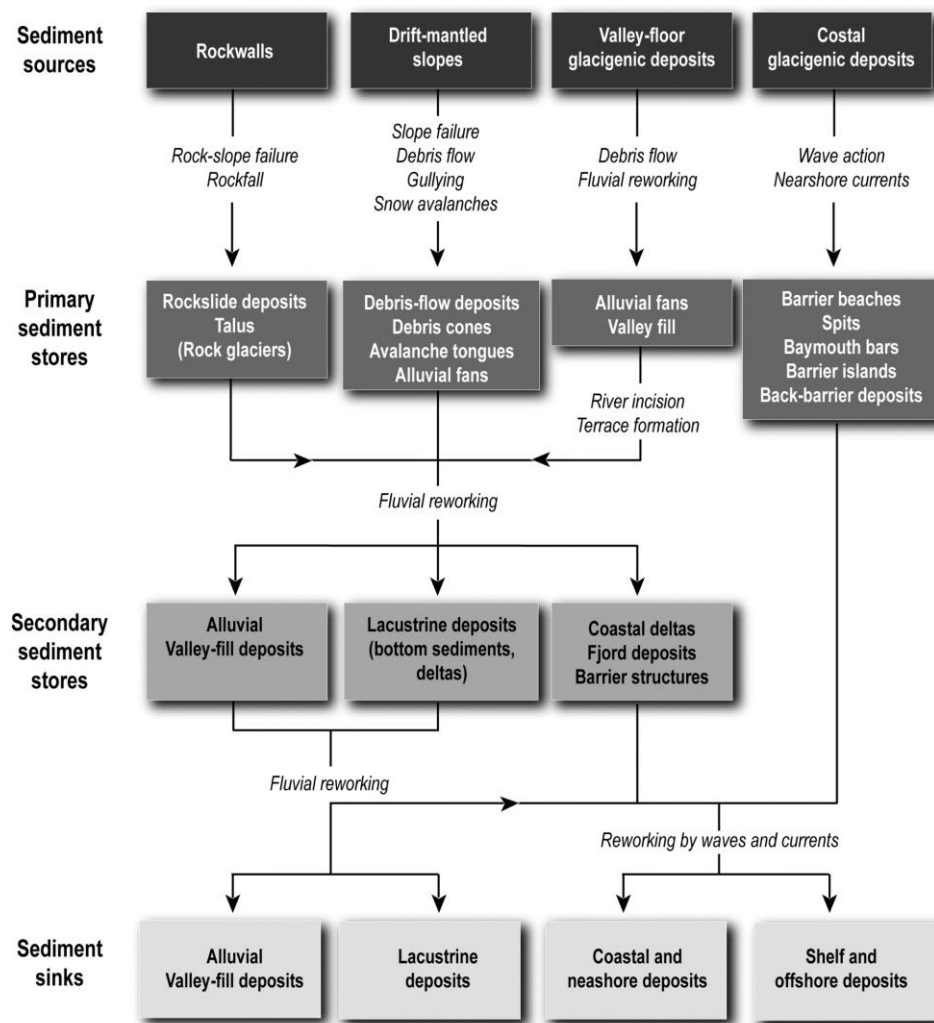 Sediment
sources
Rockwalls
Drift-mantled
slopes
Valley-floor
glacigenic deposits
Costal
glacigenic deposits
Rock-slope failure
Rockfall
Slope failure
Debris flow
Gullying
Snow avalanches
Debris flow
Fluvial reworking
Wave action
Nearshore currents
Primary
sediment
stores
Rockslide deposits
Talus
(Rock glaciers)
Debris-flow deposits
Debris cones
Avalanche tongues
Alluvial fans
Alluvial fans
Valley fill
Barrier beaches
Spits
Baymouth bars
Barrier islands
Back-barrier deposits
River incision
Terrace formation
Fluvial reworking
Secondary
sediment
stores
Alluvial
Valley-fill deposits
Lacustrine deposits
(bottom sediments,
deltas)
Coastal deltas
Fjord deposits
Barrier structures
Fluvial reworking
Reworking by waves and currents
Sediment
sinks
Alluvial
Valley-fill deposits
Lacustrine
deposits
Coastal and
neashore deposits
Shelf and
offshore deposits